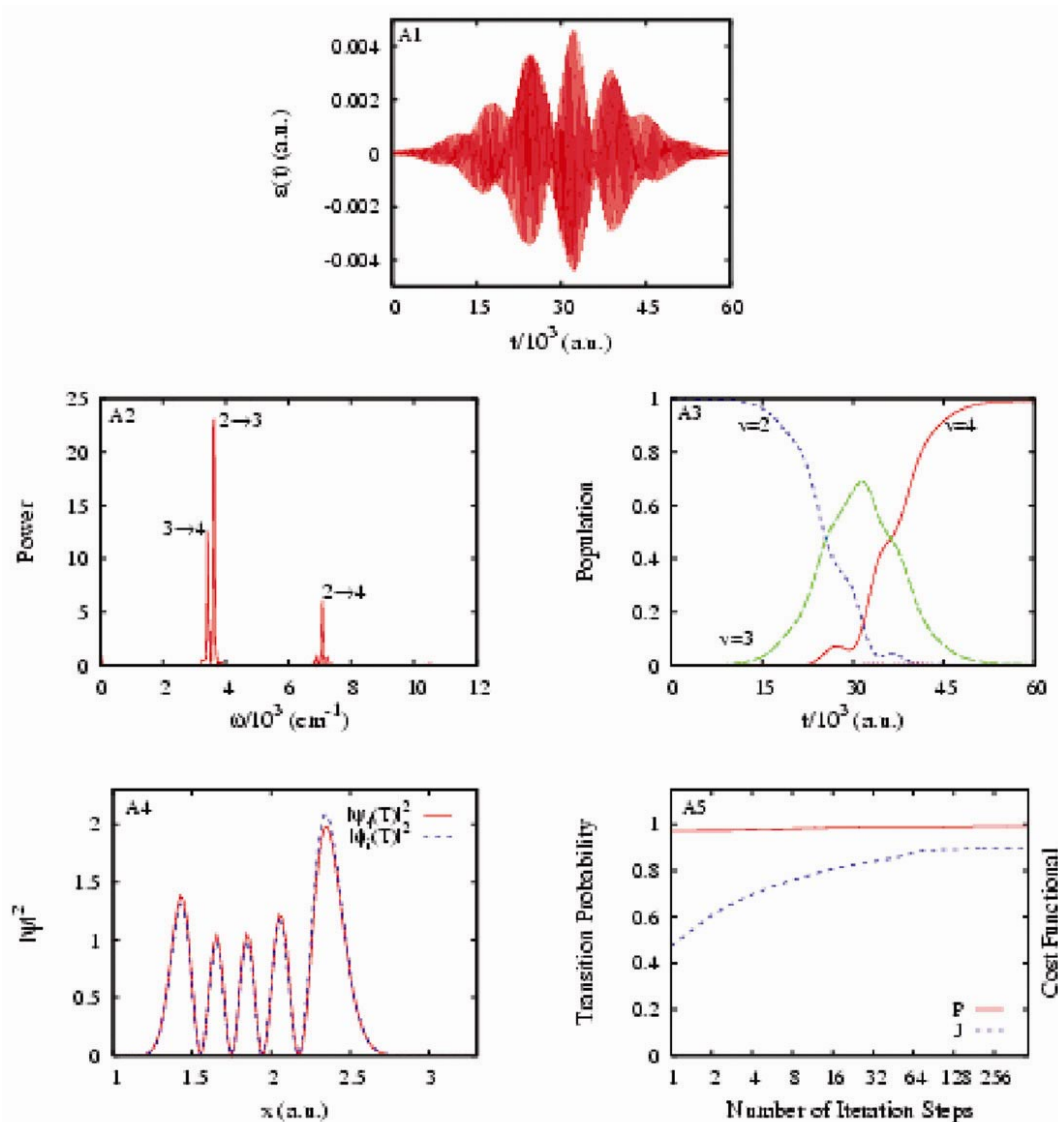 A1
0.004
0.002
0
-0.002
-0.004
ε(t) (a.u.)
0 15 30 45 60
t/10³ (a.u.)
A2
25
20
15
10
5
0
Power
2→3
3→4
2→4
0 2 4 6 8 10 12
ω/10³ (cm⁻¹)
A3
1
0.8
0.6
0.4
0.2
0
Population
v=2
v=4
v=3
0 15 30 45 60
t/10³ (a.u.)
A4
2
1.5
1
0.5
0
|ψ|²
|ψ_f(T)|²
|ϕ_i(T)|²
1 1.5 2 2.5 3
x (a.u.)
A5
1
0.8
0.6
0.4
0.2
0
Transition Probability
Cost Functional
P
J
1 2 4 8 16 32 64 128 256
Number of Iteration Steps